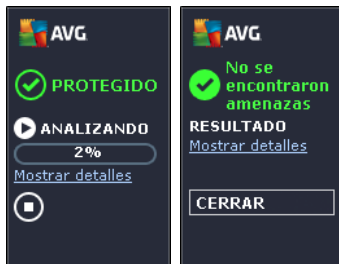 AVG
PROTEGIDO
ANALIZANDO
2%
Mostrar detalles
AVG
No se
encontraron
amenazas
RESULTADO
Mostrar detalles
CERRAR